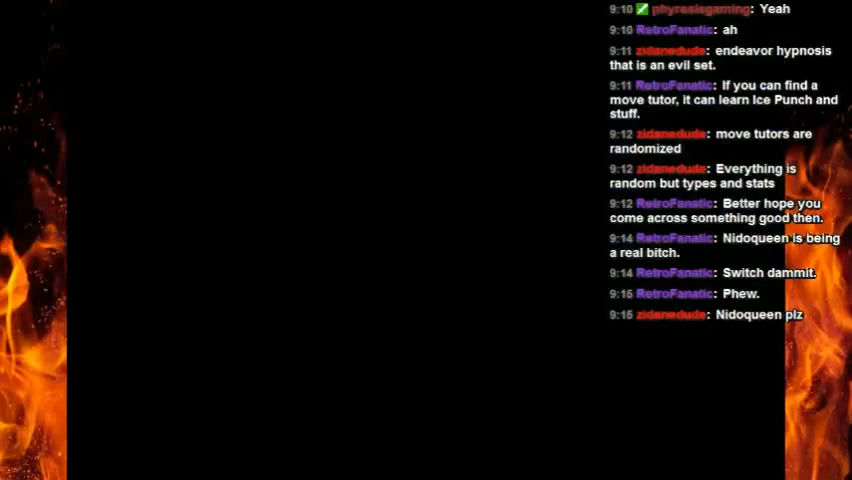 9:10 phyresisgaming: Yeah
9:10 RetroFanatic: ah
9:11 zidanedude: endeavor hypnosis
that is an evil set.
9:11 RetroFanatic: If you can find a
move tutor, it can learn Ice Punch and
stuff.
9:12 zidanedude: move tutors are
randomized
9:12 zidanedude: Everything is
random but types and stats
9:12 RetroFanatic: Better hope you
come across something good then.
9:14 RetroFanatic: Nidoqueen is being
a real bitch.
9:14 RetroFanatic: Switch dammit.
9:15 RetroFanatic: Phew.
9:15 zidanedude: Nidoqueen plz